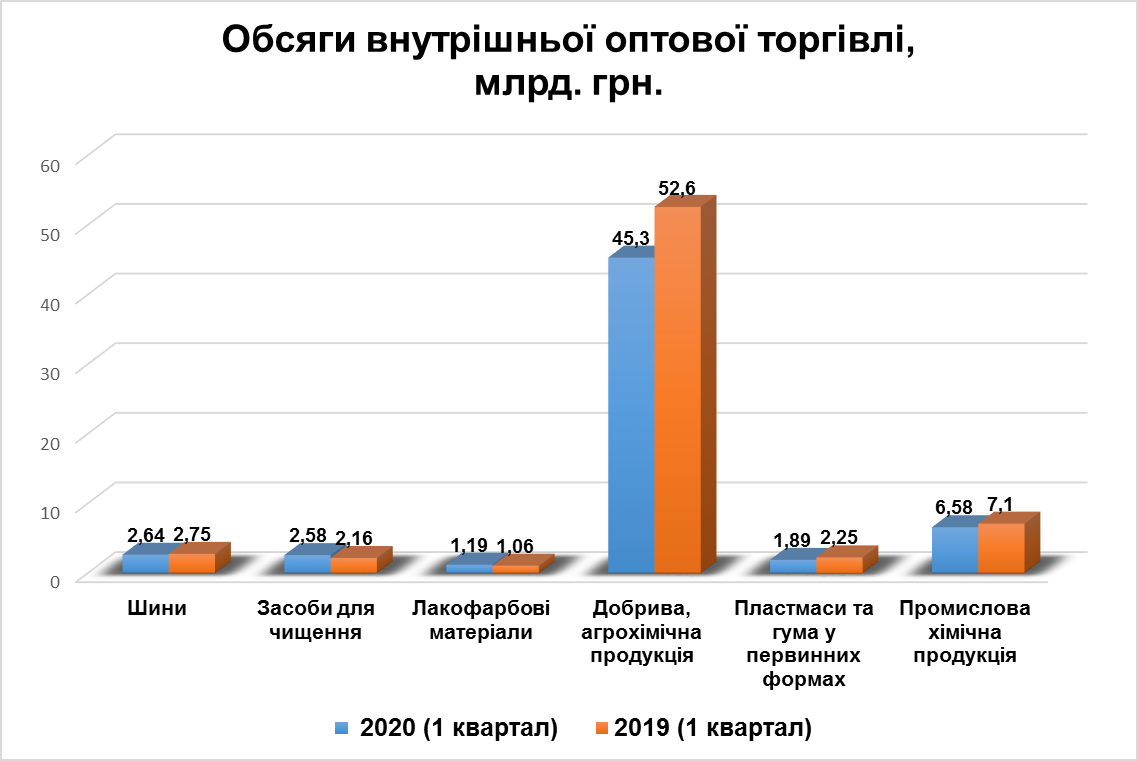 Обсяги внутрішньої оптової торгівлі,
млрд. грн.
60
50
40
30
20
10
0
2,64 2,75
2,58 2,16
1,19 1,06
45,3 52,6
1,89 2,25
6,58 7,1
Шини
Засоби для
чищення
Лакофарбові
матеріали
Добрива,
агрохімічна
продукція
Пластмаси та
гума у
первинних
формах
Промислова
хімічна
продукція
2020 (1 квартал) 2019 (1 квартал)